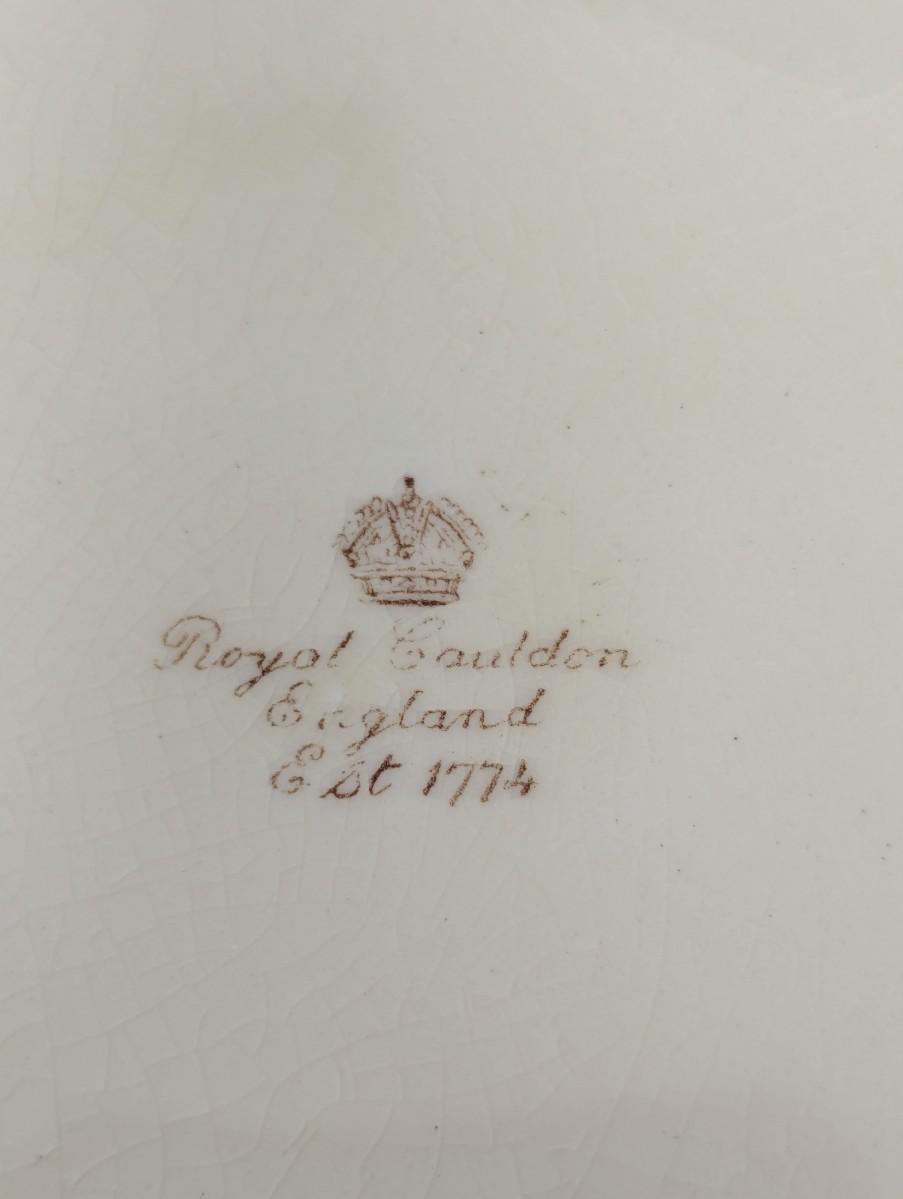 Royal Cauldon
England
Est 1774